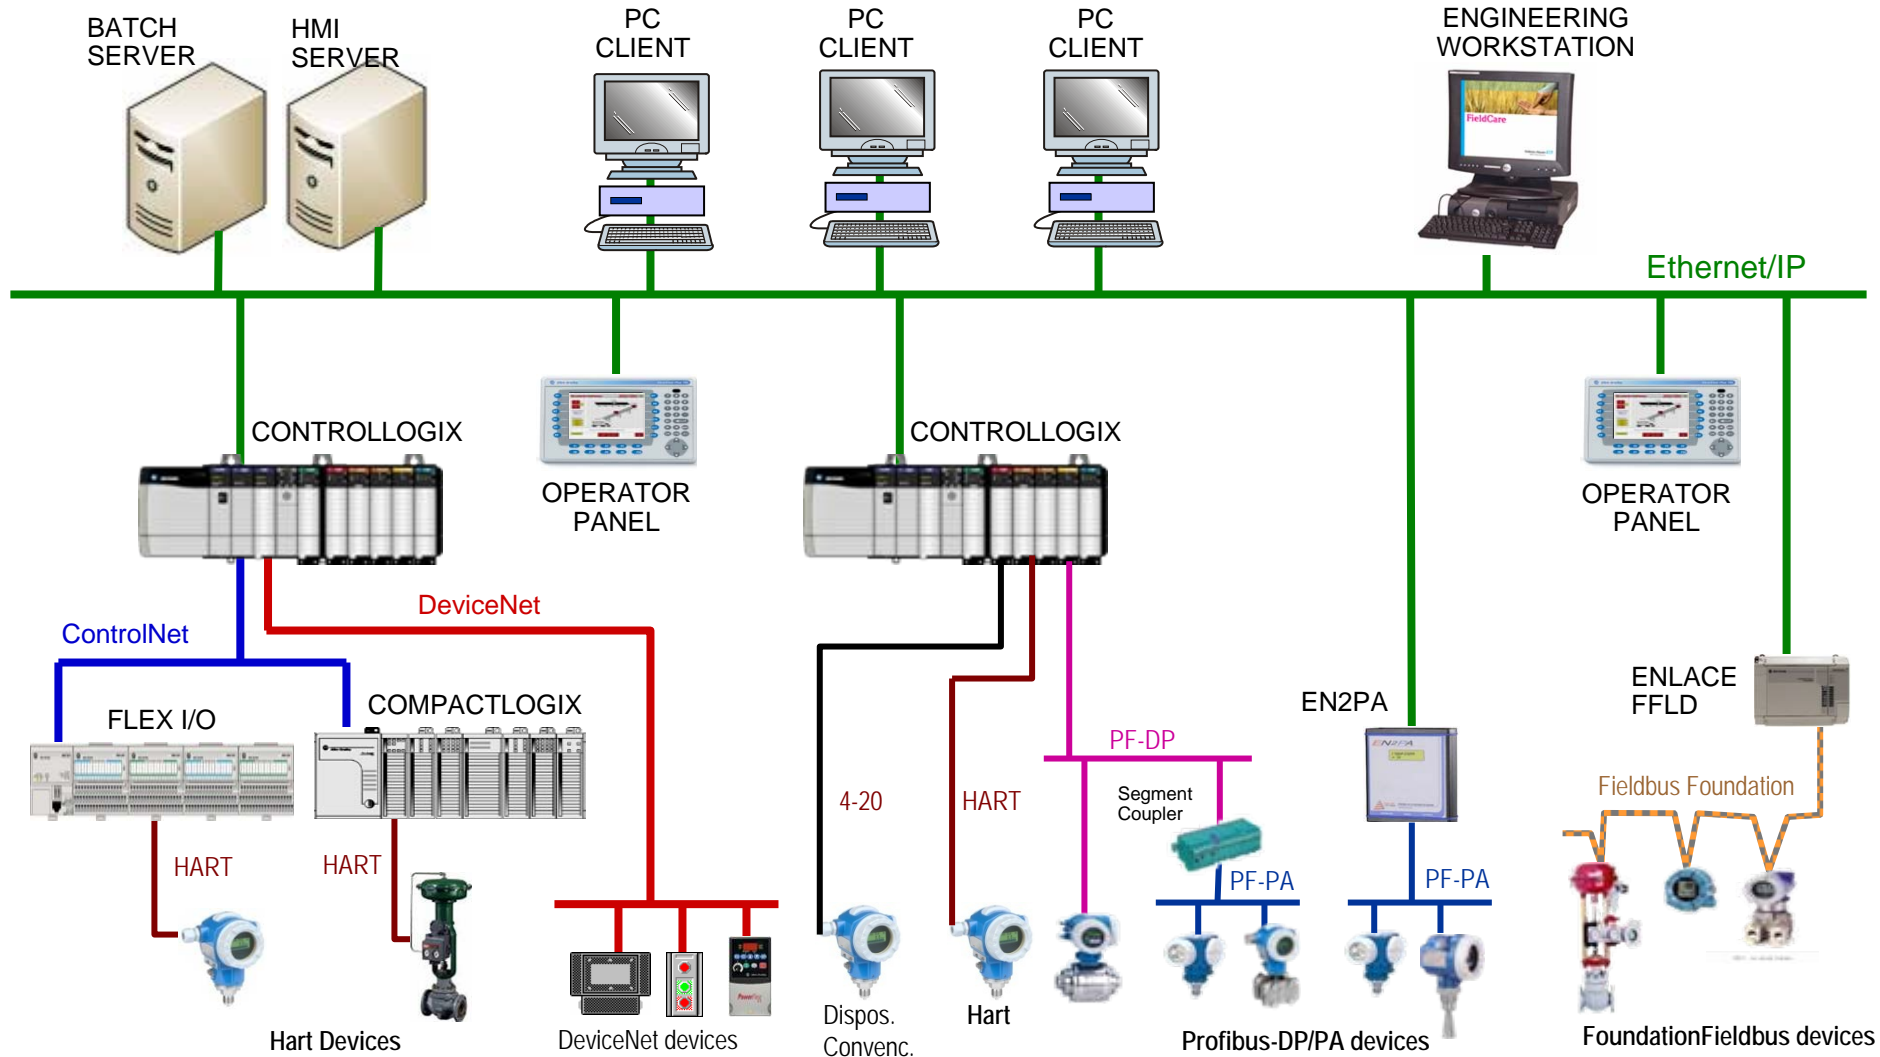 BATCH
SERVER
HMI
SERVER
PC
CLIENT
PC
CLIENT
PC
CLIENT
ENGINEERING
WORKSTATION
FieldCare
Ethernet/IP
CONTROLLOGIX
OPERATOR
PANEL
CONTROLLOGIX
OPERATOR
PANEL
DeviceNet
ControlNet
FLEX I/O
COMPACTLOGIX
EN2PA
ENLACE
FFLD
PF-DP
EN2PA
4-20
HART
Segment
Coupler
Fieldbus Foundation
HART
HART
PF-PA
PF-PA
PowerFlex
Hart Devices
DeviceNet devices
Dispos.
Convenc.
Hart
Profibus-DP/PA devices
FoundationFieldbus devices